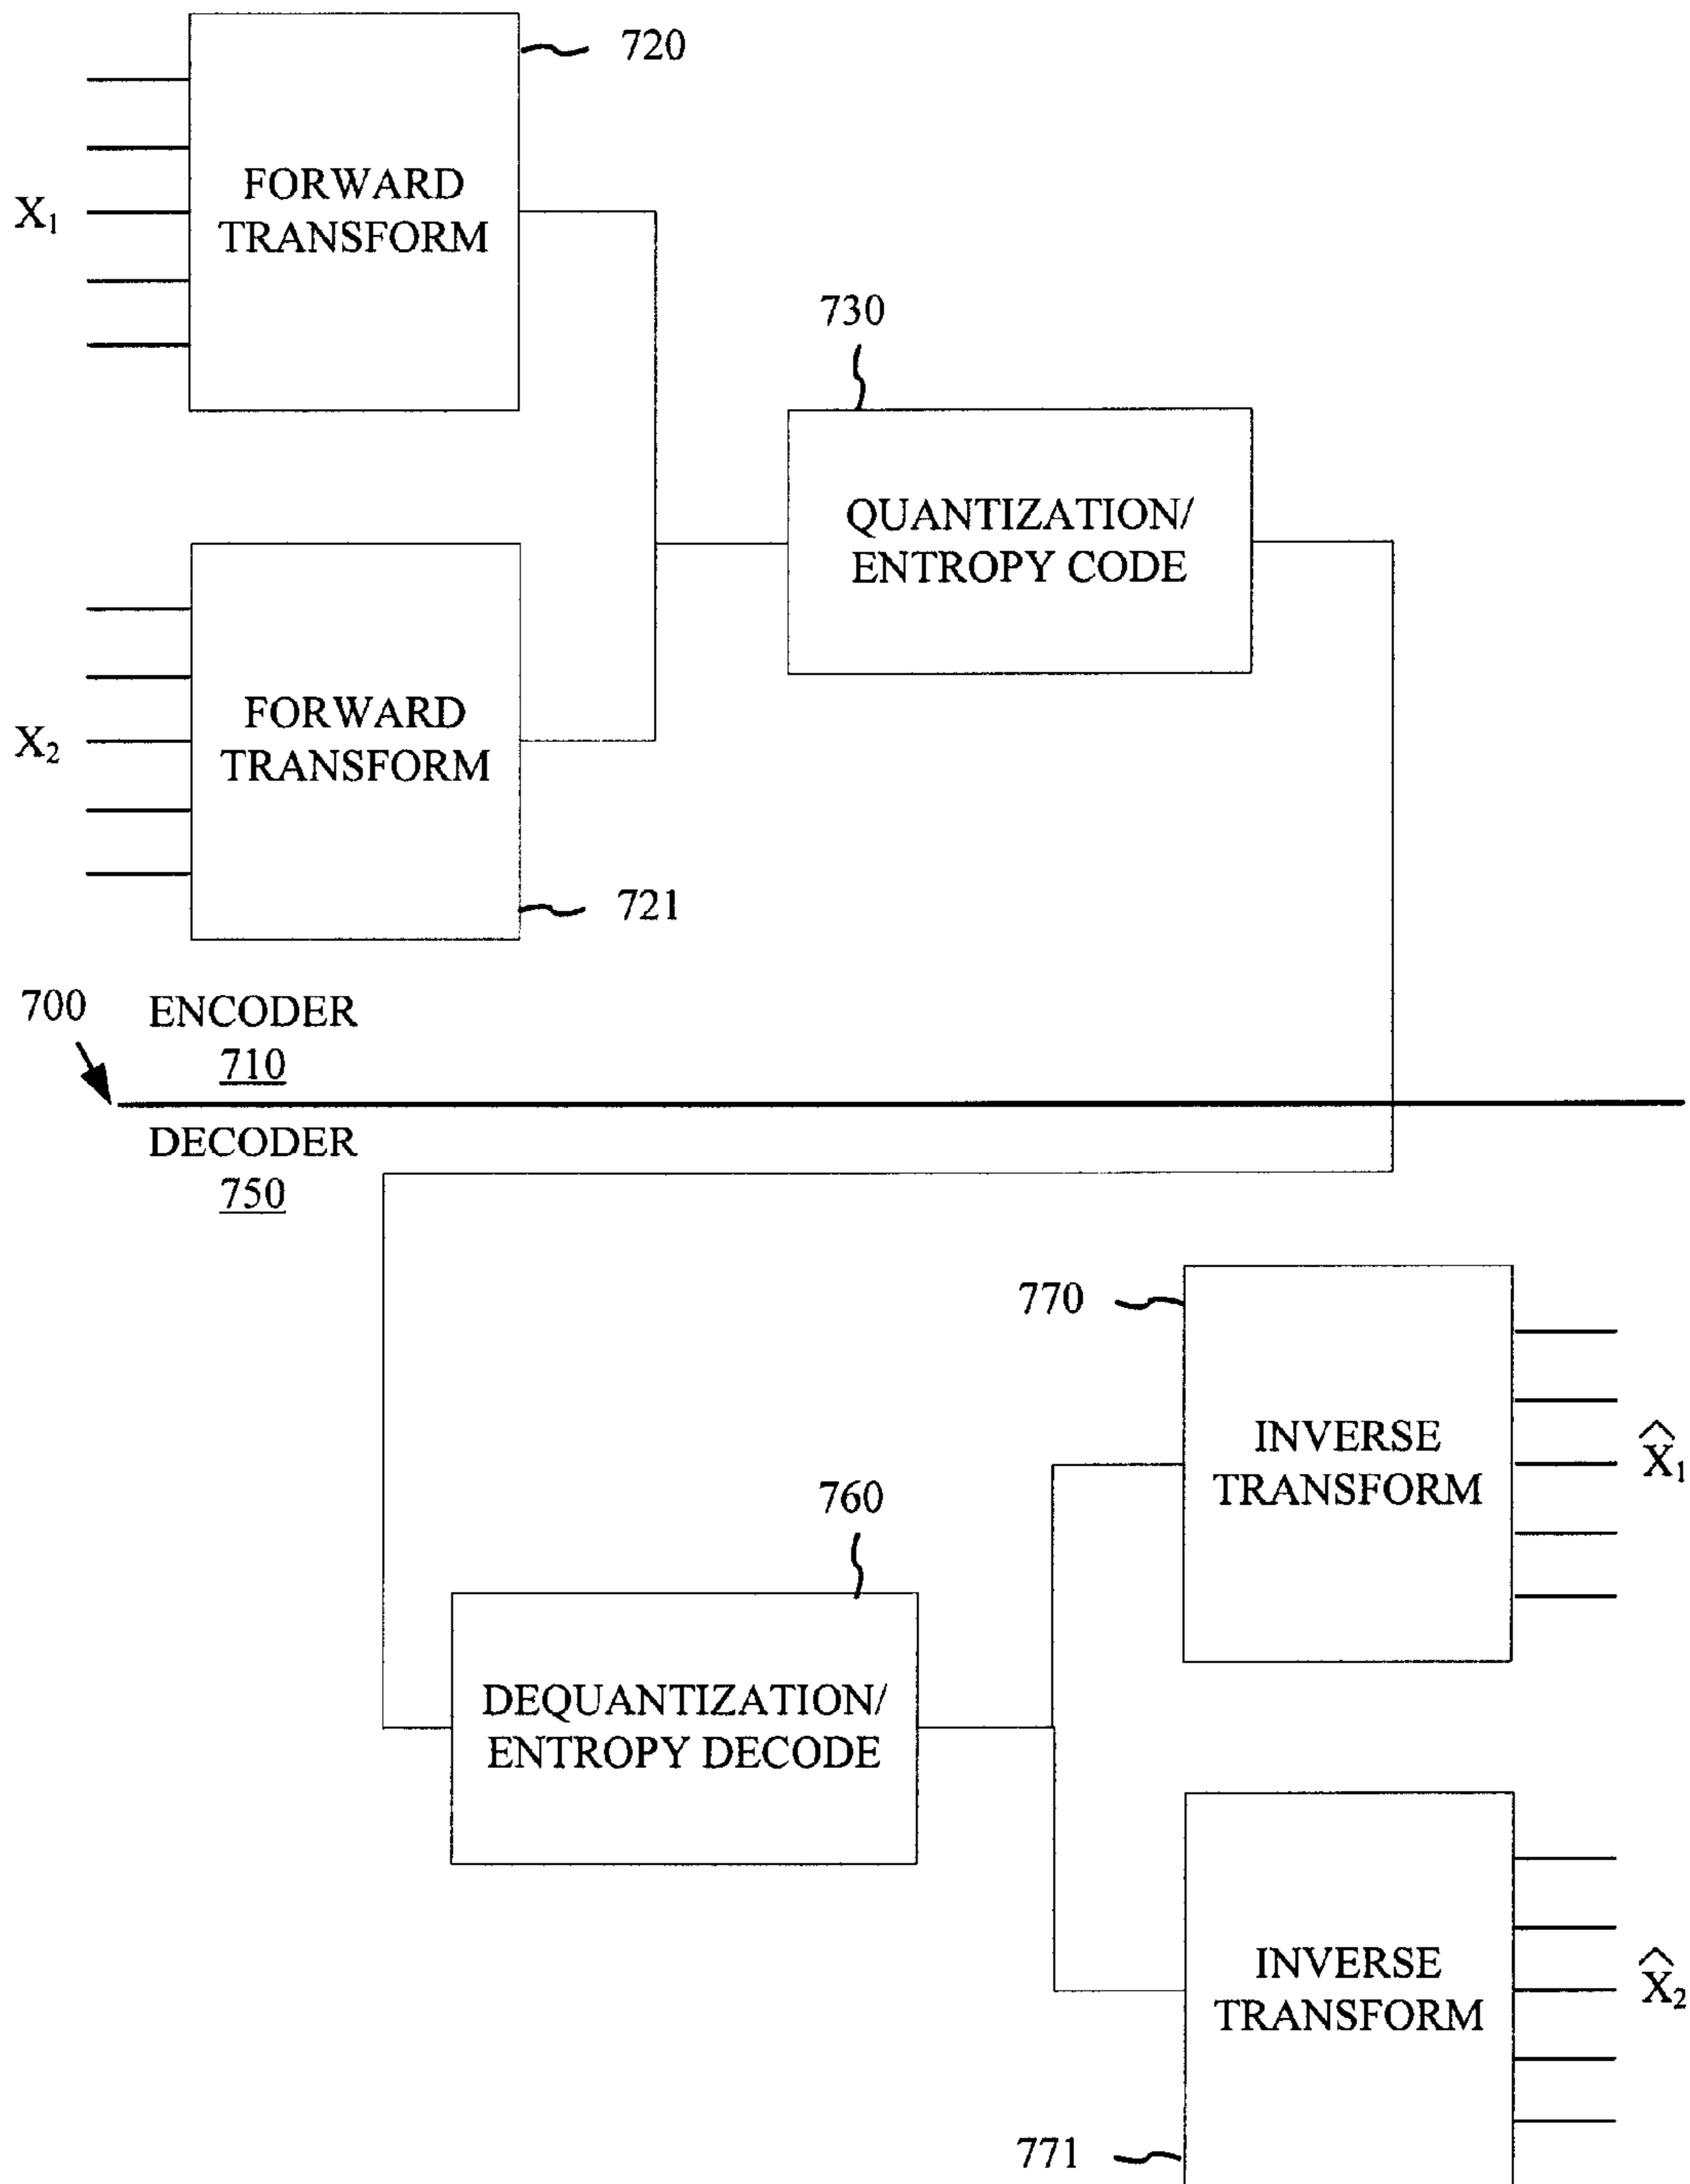 720
FORWARD
TRANSFORM
X₁
730
QUANTIZATION/
ENTROPY CODE
FORWARD
TRANSFORM
X₂
721
700
ENCODER
710
DECODER
750
770
INVERSE
TRANSFORM
X̂₁
760
DEQUANTIZATION/
ENTROPY DECODE
INVERSE
TRANSFORM
X̂₂
771